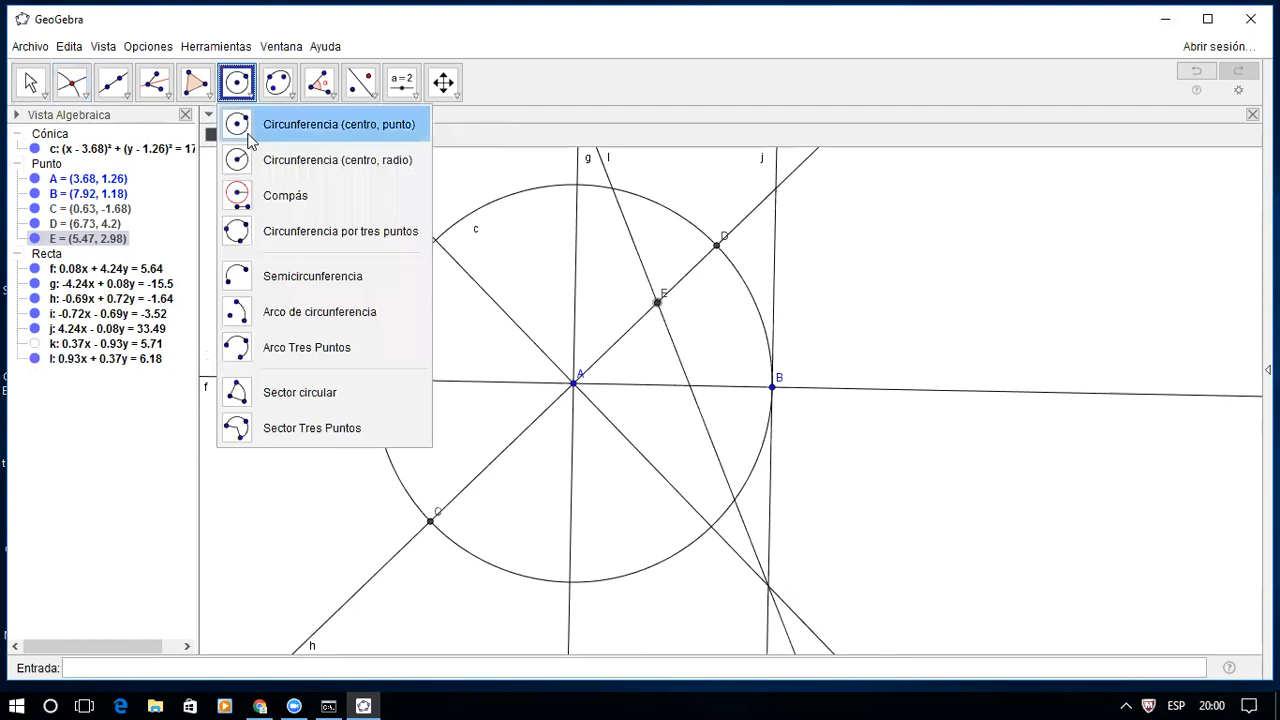 GeoGebra
Archivo Edita Vista Opciones Herramientas Ventana Ayuda Abrir sesión...
a=2
Vista Algebraica
Cónica
c: (x - 3.68)² + (y - 1.26)² = 17
Punto
A = (3.68, 1.26)
B = (7.92, 1.18)
C = (0.63, -1.68)
D = (6.73, 4.2)
E = (5.47, 2.98)
Recta
f: 0.08x + 4.24y = 5.64
g: -4.24x + 0.08y = -15.5
h: -0.69x + 0.72y = -1.64
i: -0.72x - 0.69y = -3.52
j: 4.24x - 0.08y = 33.49
k: 0.37x - 0.93y = 5.71
l: 0.93x + 0.37y = 6.18
Circunferencia (centro, punto)
Circunferencia (centro, radio)
Compás
Circunferencia por tres puntos
Semicircunferencia
Arco de circunferencia
Arco Tres Puntos
Sector circular
Sector Tres Puntos
g l j
c
D
E
A
B
f
C
h
Entrada:
ESP 20:00